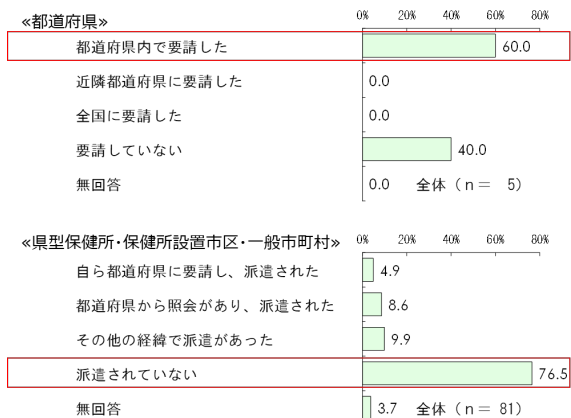 ≪都道府県≫
0% 20% 40% 60% 80%
都道府県内で要請した 60.0
近隣都道府県に要請した 0.0
全国に要請した 0.0
要請していない 40.0
無回答 0.0 全体（n＝ 5）
≪県型保健所・保健所設置市区・一般市町村≫
0% 20% 40% 60% 80%
自ら都道府県に要請し、派遣された 4.9
都道府県から照会があり、派遣された 8.6
その他の経緯で派遣があった 9.9
派遣されていない 76.5
無回答 3.7 全体（n＝ 81）